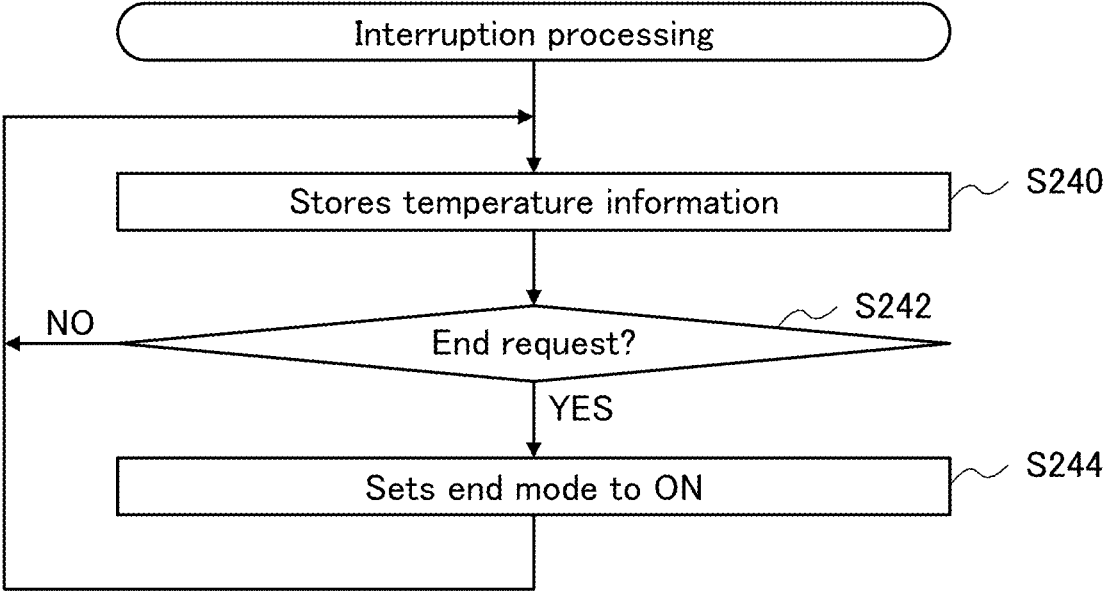 Interruption processing
Stores temperature information
S240
End request?
S242
NO
YES
Sets end mode to ON
S244